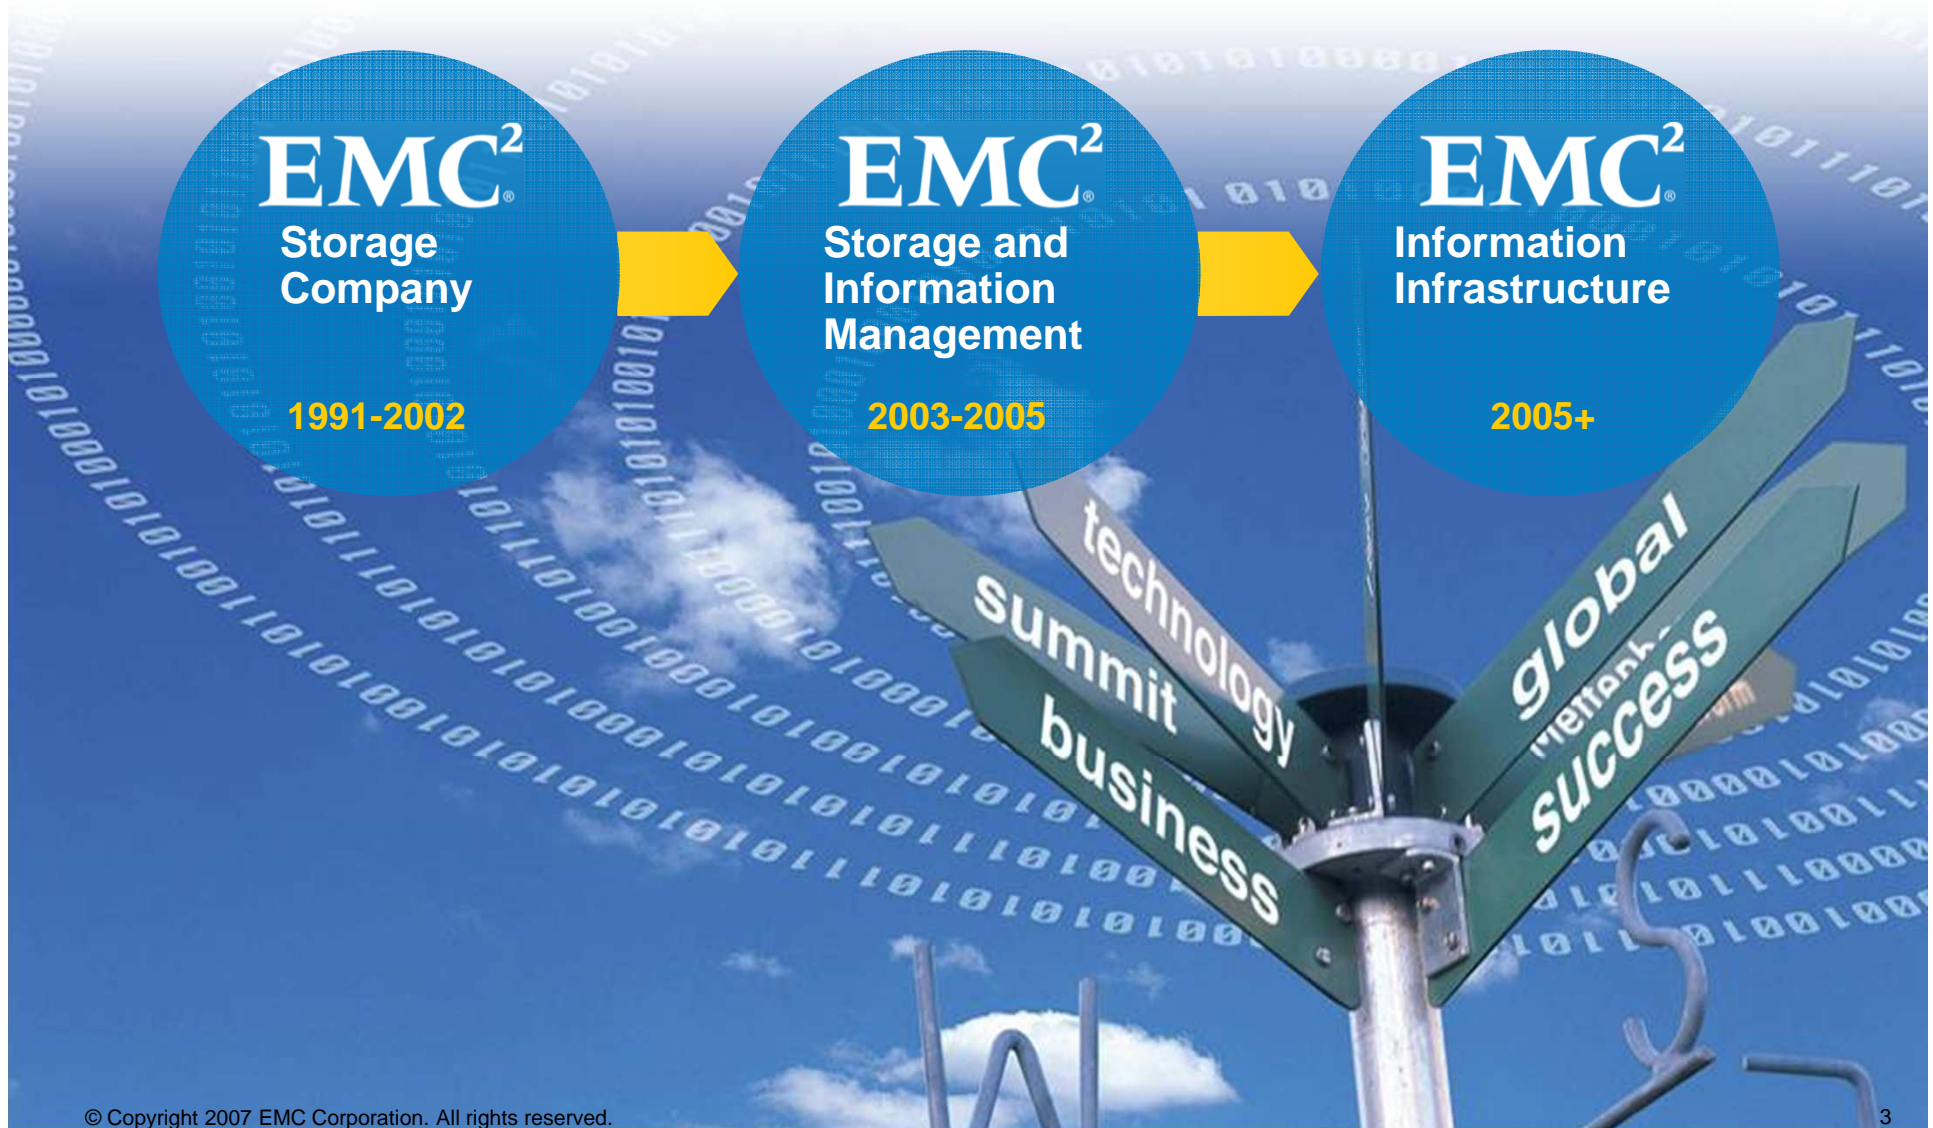 EMC²®
Storage
Company
1991-2002
EMC²®
Storage and
Information
Management
2003-2005
EMC²®
Information
Infrastructure
2005+
technology
summit
business
global
success
© Copyright 2007 EMC Corporation. All rights reserved.
3